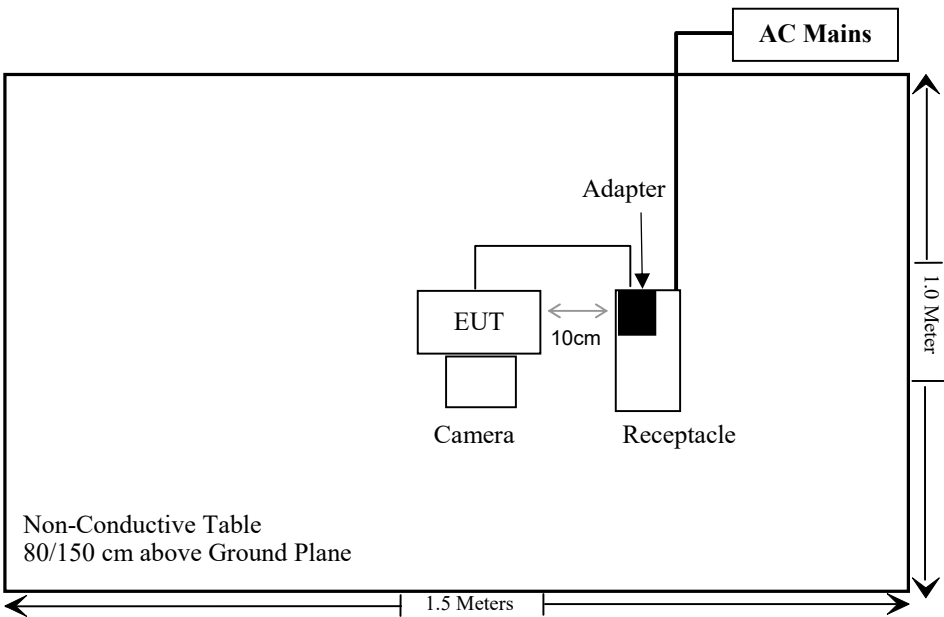 AC Mains
Adapter
EUT
10cm
1.0 Meter
Camera
Receptacle
Non-Conductive Table
80/150 cm above Ground Plane
1.5 Meters